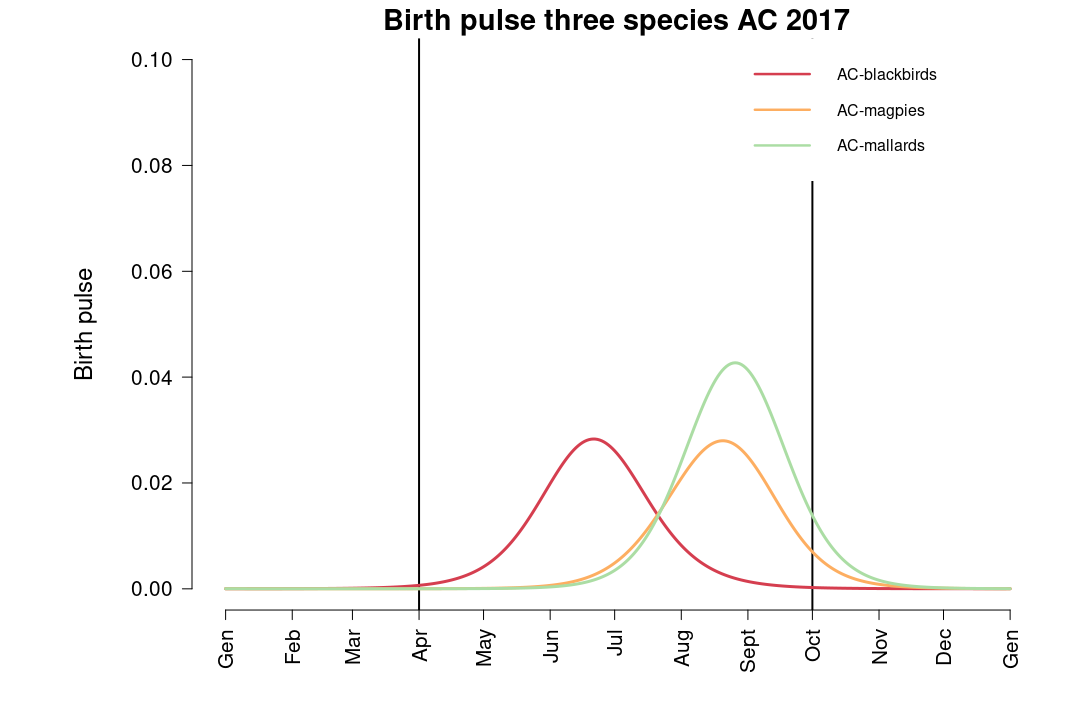 Birth pulse three species AC 2017
AC-blackbirds
AC-magpies
AC-mallards
Birth pulse
0.10
0.08
0.06
0.04
0.02
0.00
Gen Feb Mar Apr May Jun Jul Aug Sept Oct Nov Dec Gen